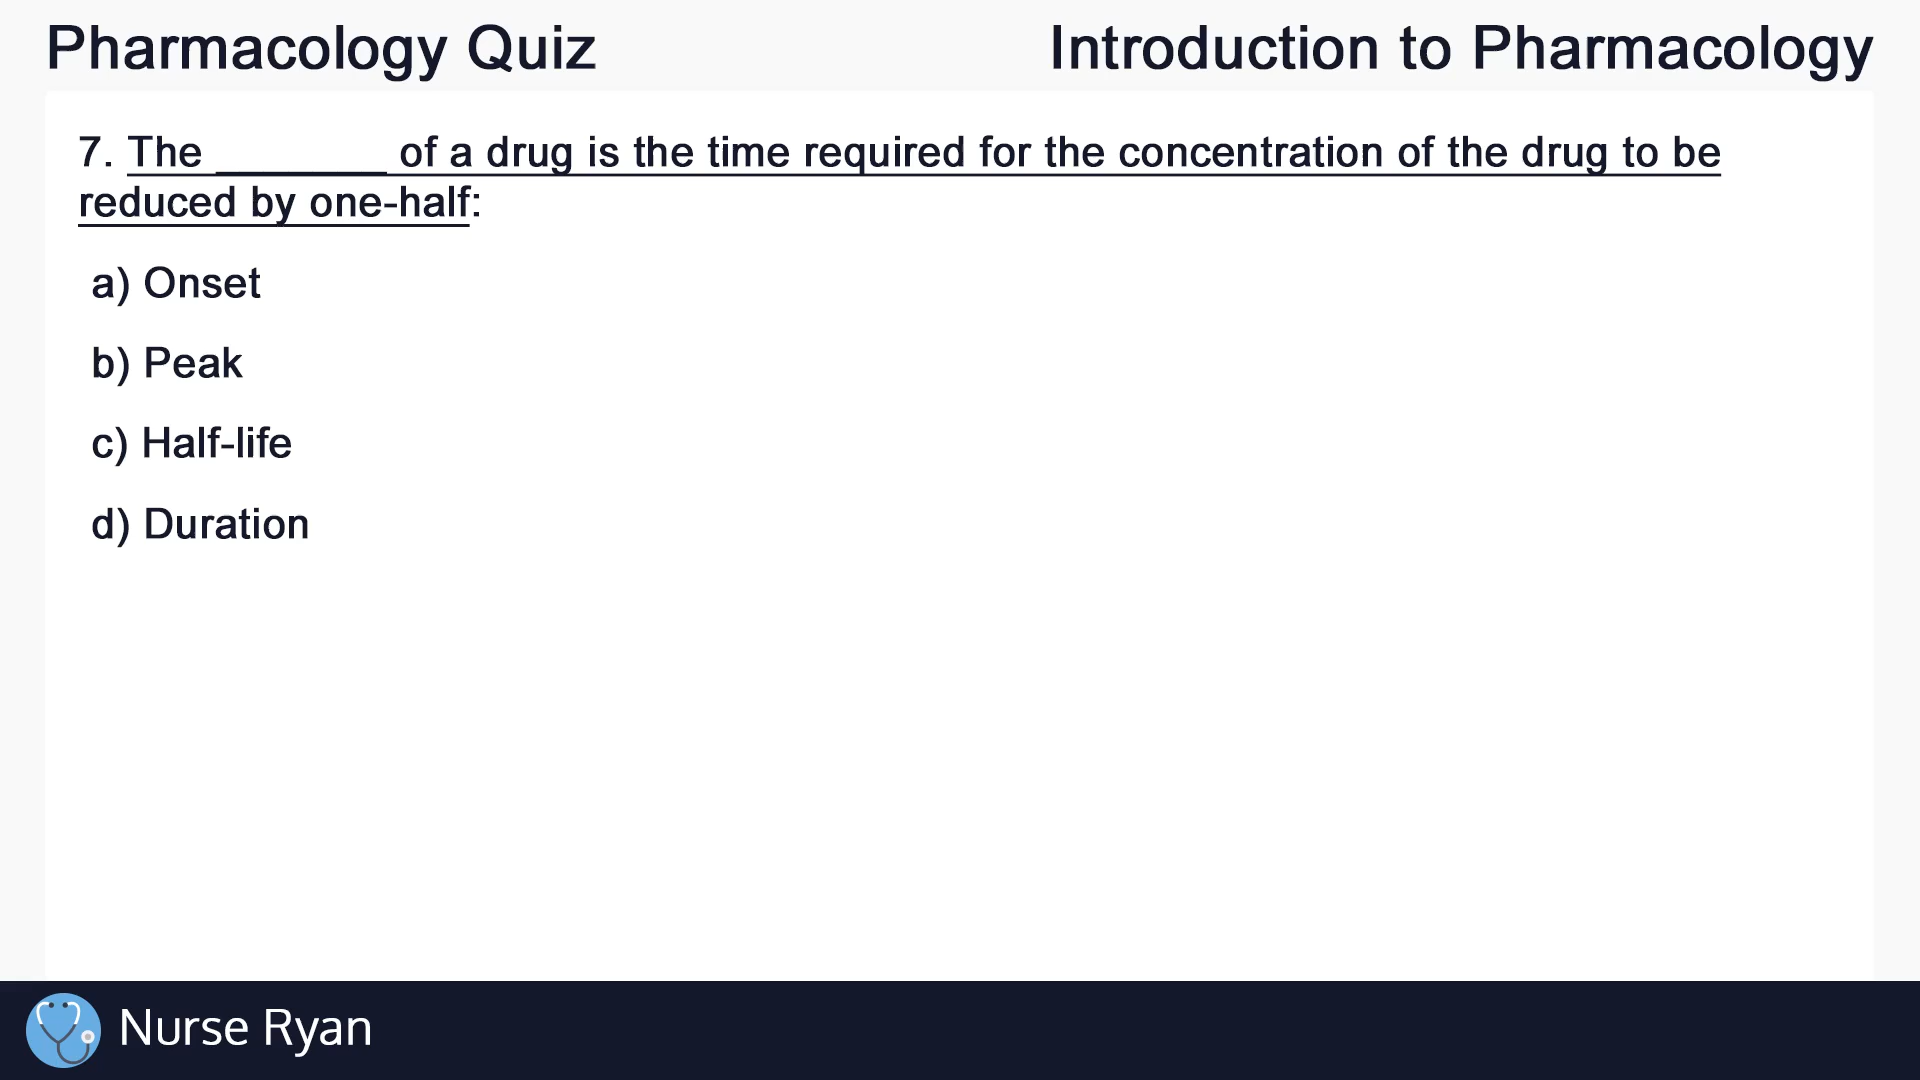 Pharmacology Quiz
Introduction to Pharmacology
7. The ________ of a drug is the time required for the concentration of the drug to be
reduced by one-half:
a) Onset
b) Peak
c) Half-life
d) Duration
Nurse Ryan